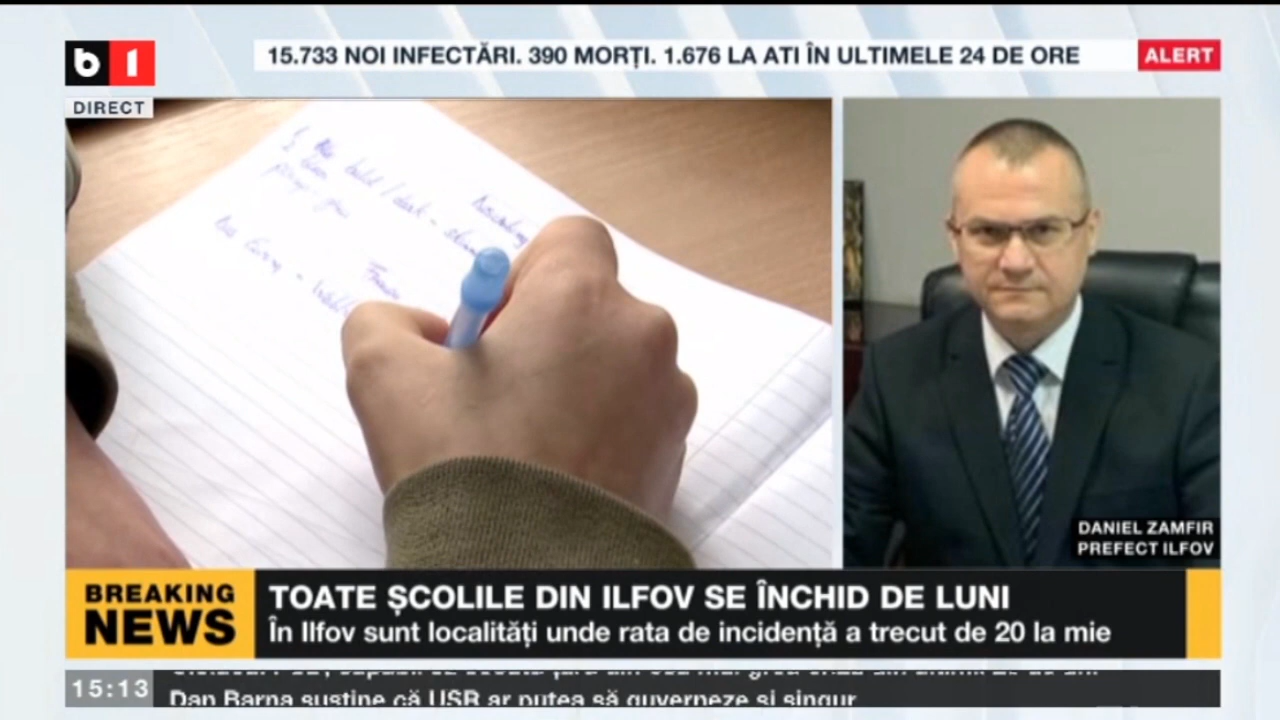 b 1
15.733 NOI INFECTĂRI. 390 MORȚI. 1.676 LA ATI ÎN ULTIMELE 24 DE ORE
ALERT
DIRECT
DANIEL ZAMFIR
PREFECT ILFOV
BREAKING
NEWS
TOATE ȘCOLILE DIN ILFOV SE ÎNCHID DE LUNI
În Ilfov sunt localități unde rata de incidență a trecut de 20 la mie
15:13
Dan Barna susține că USR ar putea să guverneze și singur